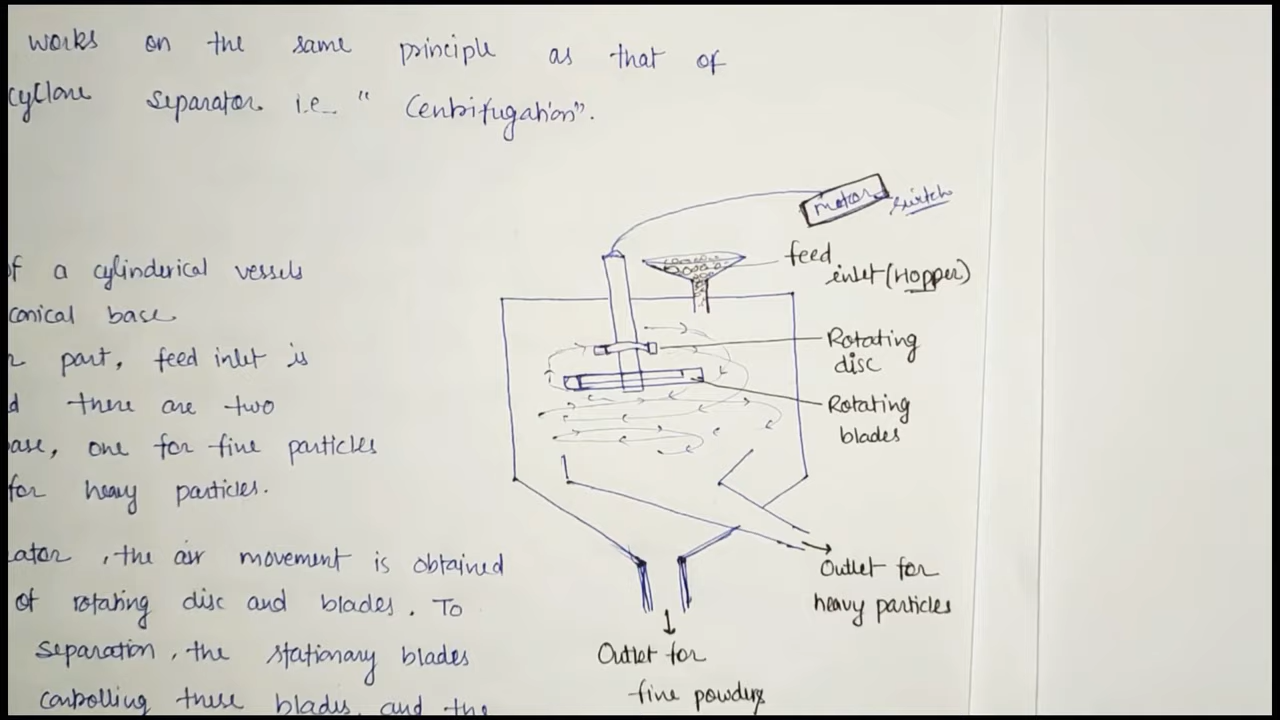 works on the same principle as that of
cyclone separator i.e. "Centrifugation".
motor
switch
feed
inlet (Hopper)
of a cylinderical vessels
conical base
part, feed inlet is
there are two
one for fine particles
for heavy particles.
Rotating
disc
Rotating
blades
, the air movement is obtained
of rotating disc and blades. To
separation, the stationary blades
controlling these blades, and the
Outlet for
heavy particles
Outlet for
fine powders